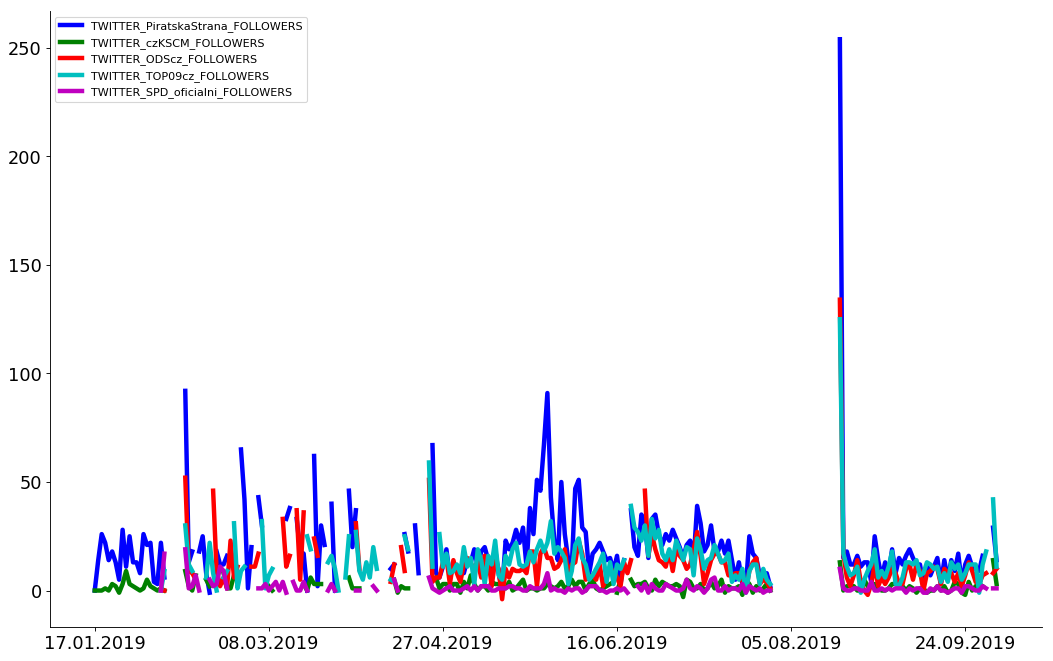 TWITTER_PiratskaStrana_FOLLOWERS
TWITTER_czKSCM_FOLLOWERS
TWITTER_ODScz_FOLLOWERS
TWITTER_TOP09cz_FOLLOWERS
TWITTER_SPD_oficialni_FOLLOWERS
250
200
150
100
50
0
17.01.2019 08.03.2019 27.04.2019 16.06.2019 05.08.2019 24.09.2019